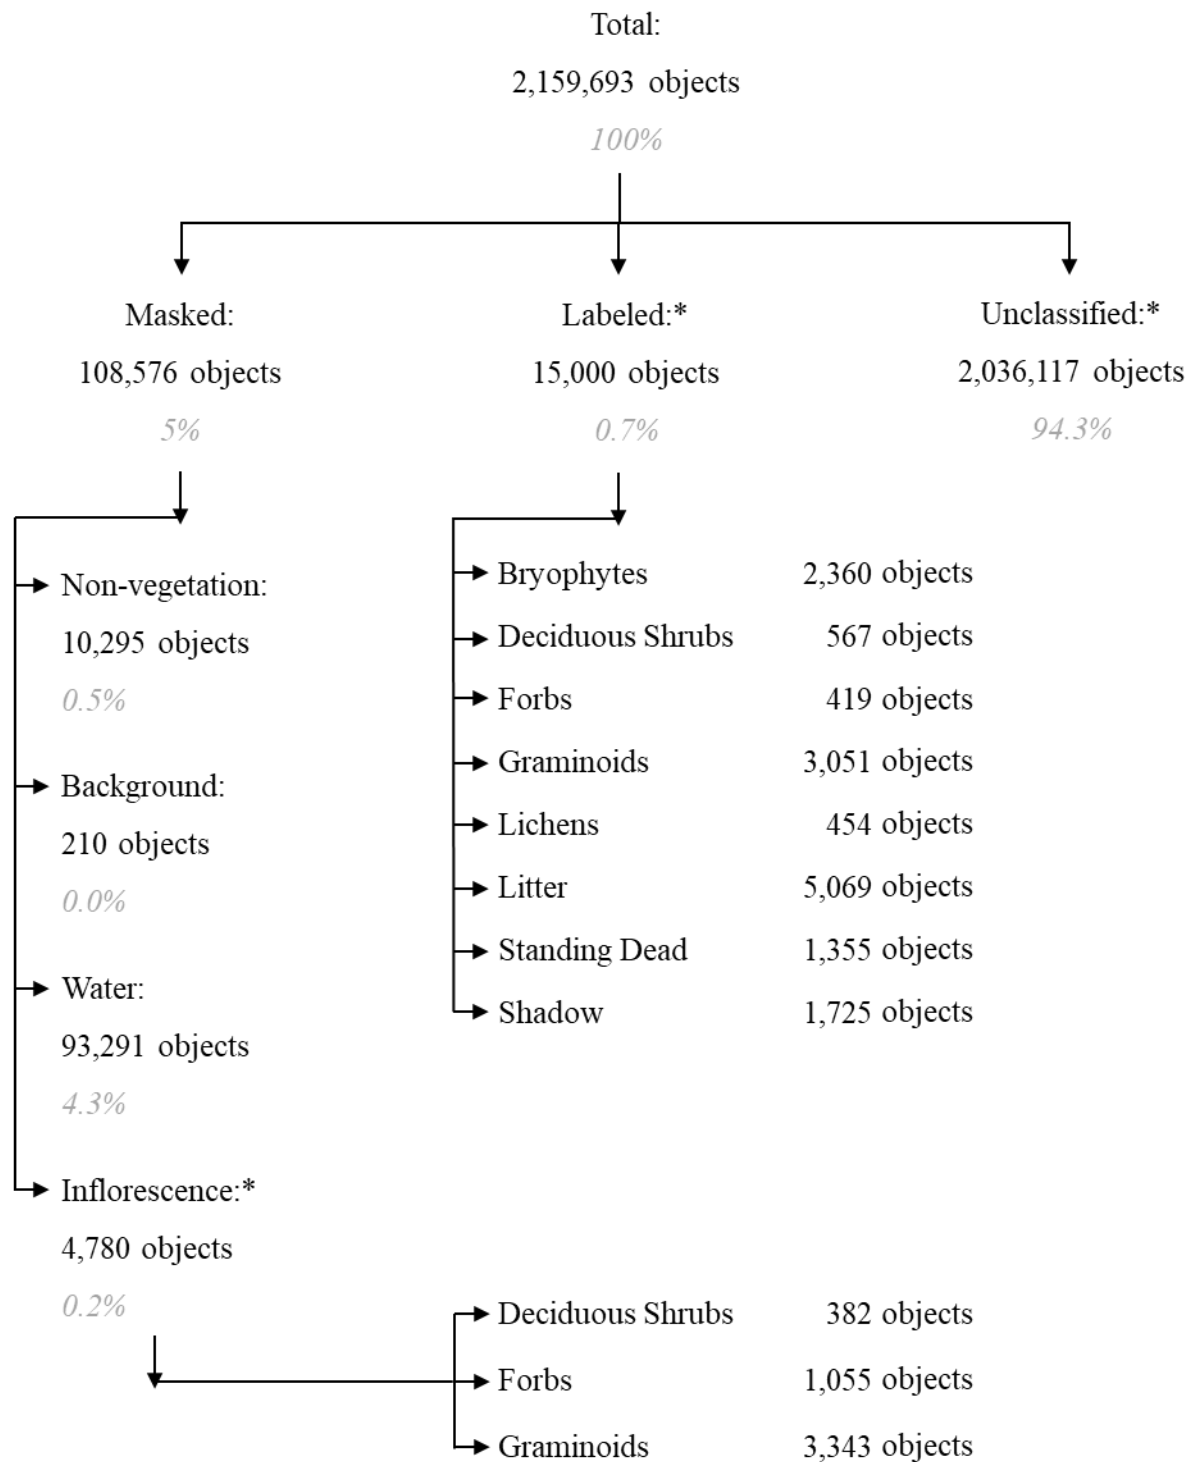 Total:
2,159,693 objects
100%
Masked:
108,576 objects
5%
Labeled:*
15,000 objects
0.7%
Unclassified:*
2,036,117 objects
94.3%
Non-vegetation:
10,295 objects
0.5%
Background:
210 objects
0.0%
Water:
93,291 objects
4.3%
Inflorescence:*
4,780 objects
0.2%
Bryophytes 2,360 objects
Deciduous Shrubs 567 objects
Forbs 419 objects
Graminoids 3,051 objects
Lichens 454 objects
Litter 5,069 objects
Standing Dead 1,355 objects
Shadow 1,725 objects
Deciduous Shrubs 382 objects
Forbs 1,055 objects
Graminoids 3,343 objects